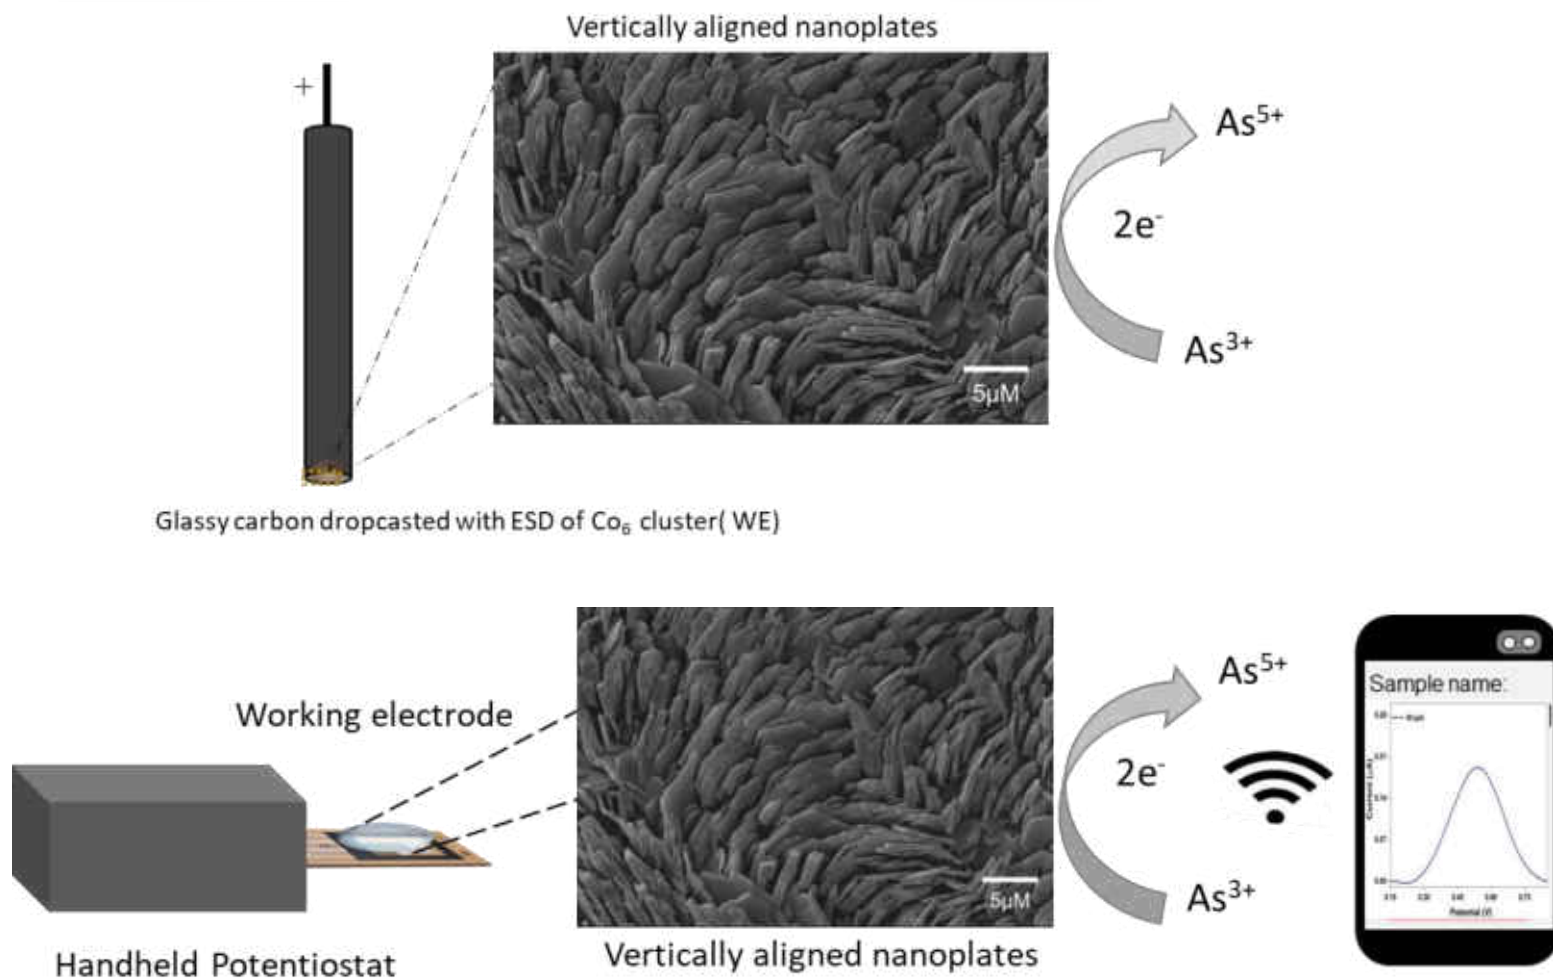 Vertically aligned nanoplates
+
As⁵⁺
2e⁻
As³⁺
5µM
Glassy carbon dropcasted with ESD of Co₆ cluster( WE)
Working electrode
As⁵⁺
2e⁻
As³⁺
5µM
Sample name:
Potential (V)
Handheld Potentiostat
Vertically aligned nanoplates